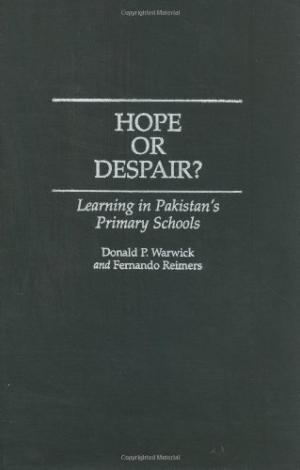 HOPE
OR
DESPAIR?
Learning in Pakistan's
Primary Schools
Donald P. Warwick
and Fernando Reimers